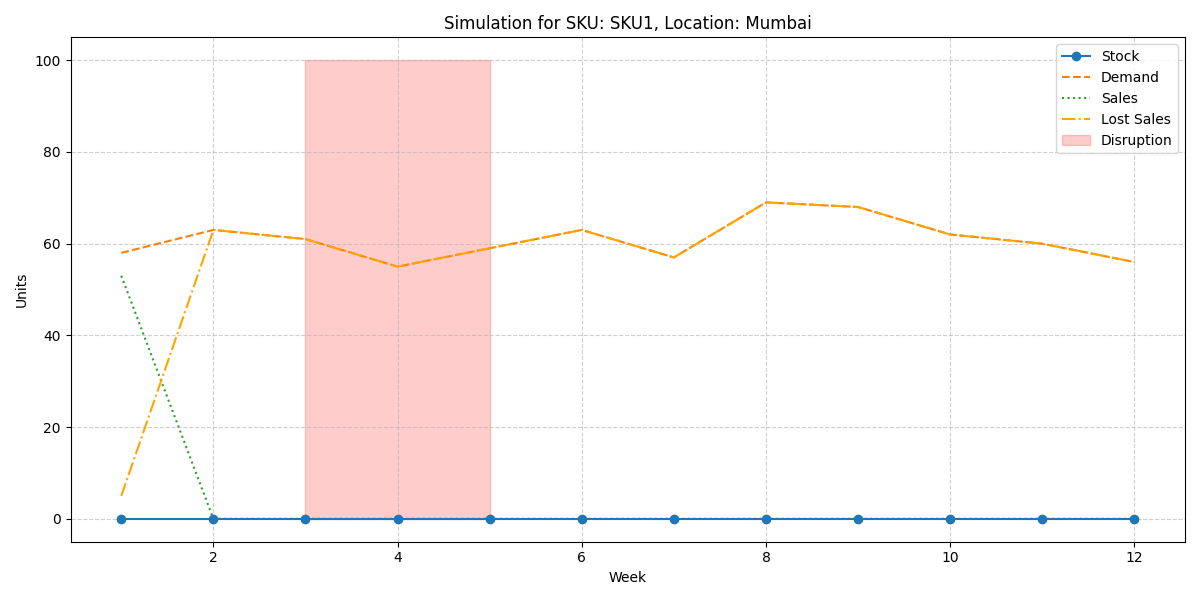 Simulation for SKU: SKU1, Location: Mumbai
Stock
Demand
Sales
Lost Sales
Disruption
Units
100
80
60
40
20
0
2 4 6 8 10 12
Week